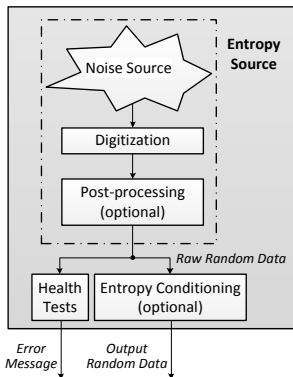 Entropy
Source
Noise Source
Digitization
Post-processing
(optional)
Raw Random Data
Health
Tests
Entropy Conditioning
(optional)
Error
Message
Output
Random Data